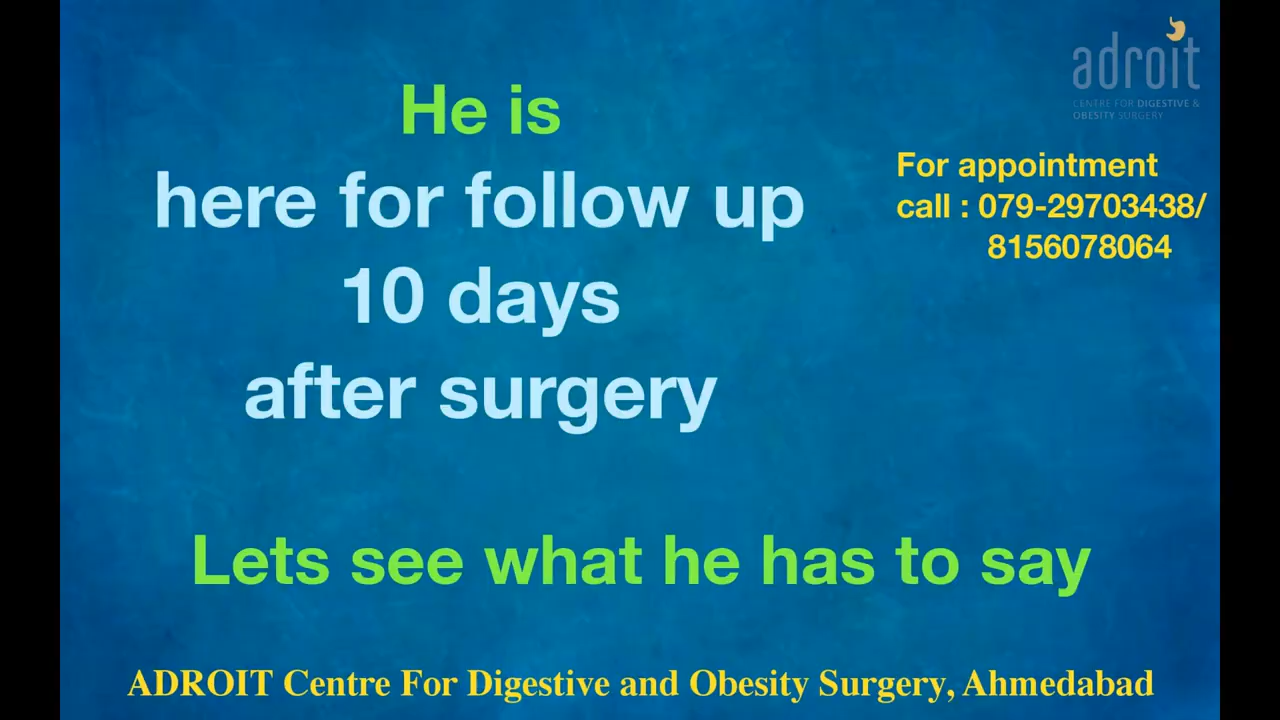 adroit
CENTRE FOR DIGESTIVE &
OBESITY SURGERY
He is
here for follow up
10 days
after surgery
For appointment
call : 079-29703438/
8156078064
Lets see what he has to say
ADROIT Centre For Digestive and Obesity Surgery, Ahmedabad